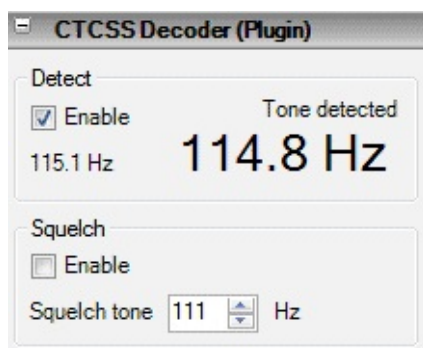 CTCSS Decoder (Plugin)
Detect
Enable
Tone detected
115.1 Hz
114.8 Hz
Squelch
Enable
Squelch tone 111 Hz